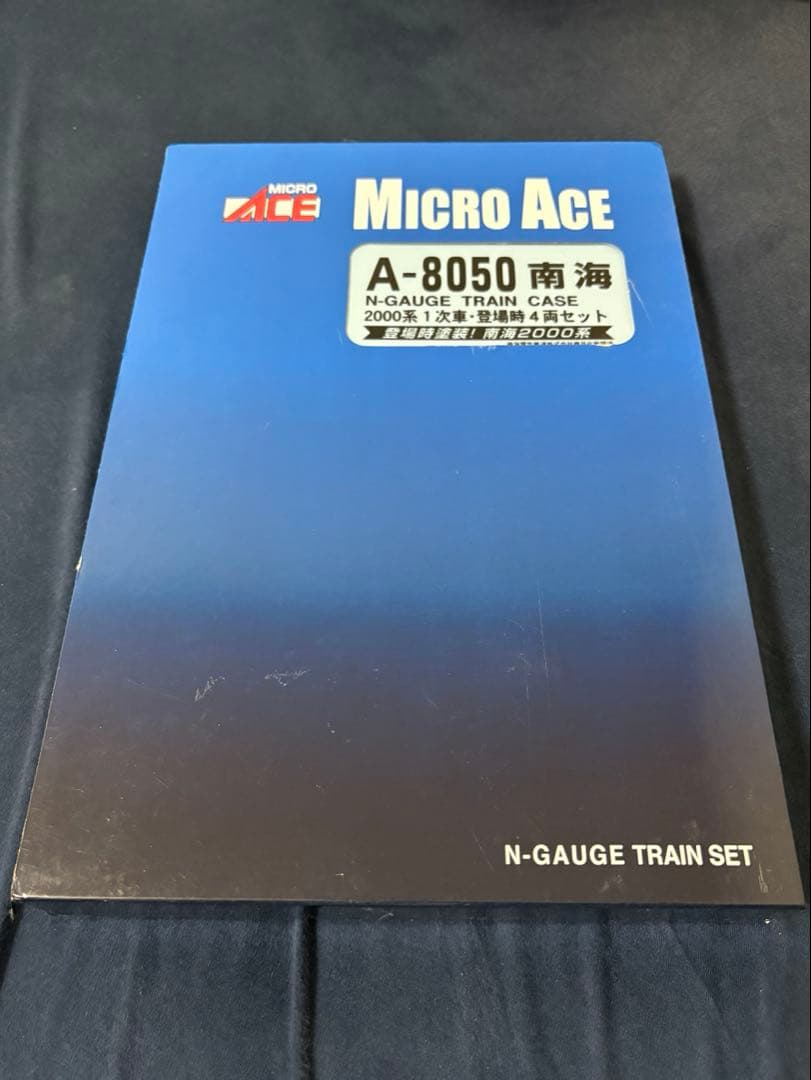 MICRO
ACE
MICRO ACE
A-8050 南海
N-GAUGE TRAIN CASE
2000系1次車・登場時4両セット
登場時塗装! 南海2000系
N-GAUGE TRAIN SET